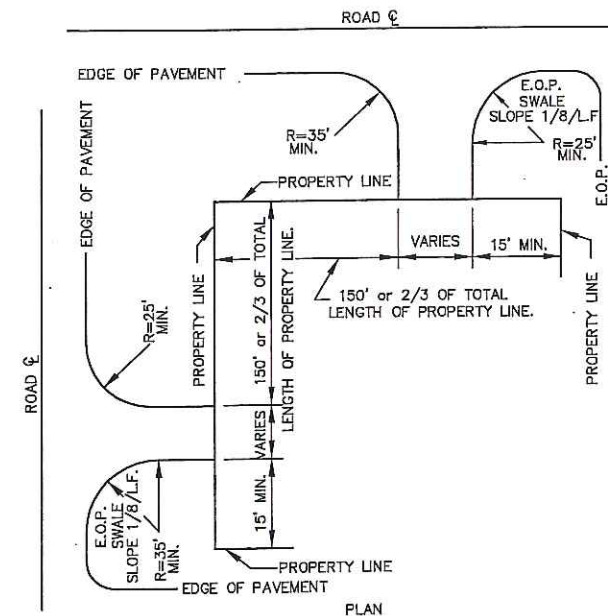 ROAD ℄
EDGE OF PAVEMENT
E.O.P.
SWALE
SLOPE 1/8/L.F
R=35'
MIN.
R=25'
MIN.
EDGE OF PAVEMENT
PROPERTY LINE
E.O.P.
VARIES
15' MIN.
PROPERTY LINE
150' or 2/3 OF TOTAL
LENGTH OF PROPERTY LINE.
150' or 2/3 OF TOTAL
LENGTH OF PROPERTY LINE.
PROPERTY LINE
R=25'
MIN.
ROAD ℄
VARIES
E.O.P.
SWALE
SLOPE 1/8/L.F.
R=35'
MIN.
15' MIN.
PROPERTY LINE
EDGE OF PAVEMENT
PLAN